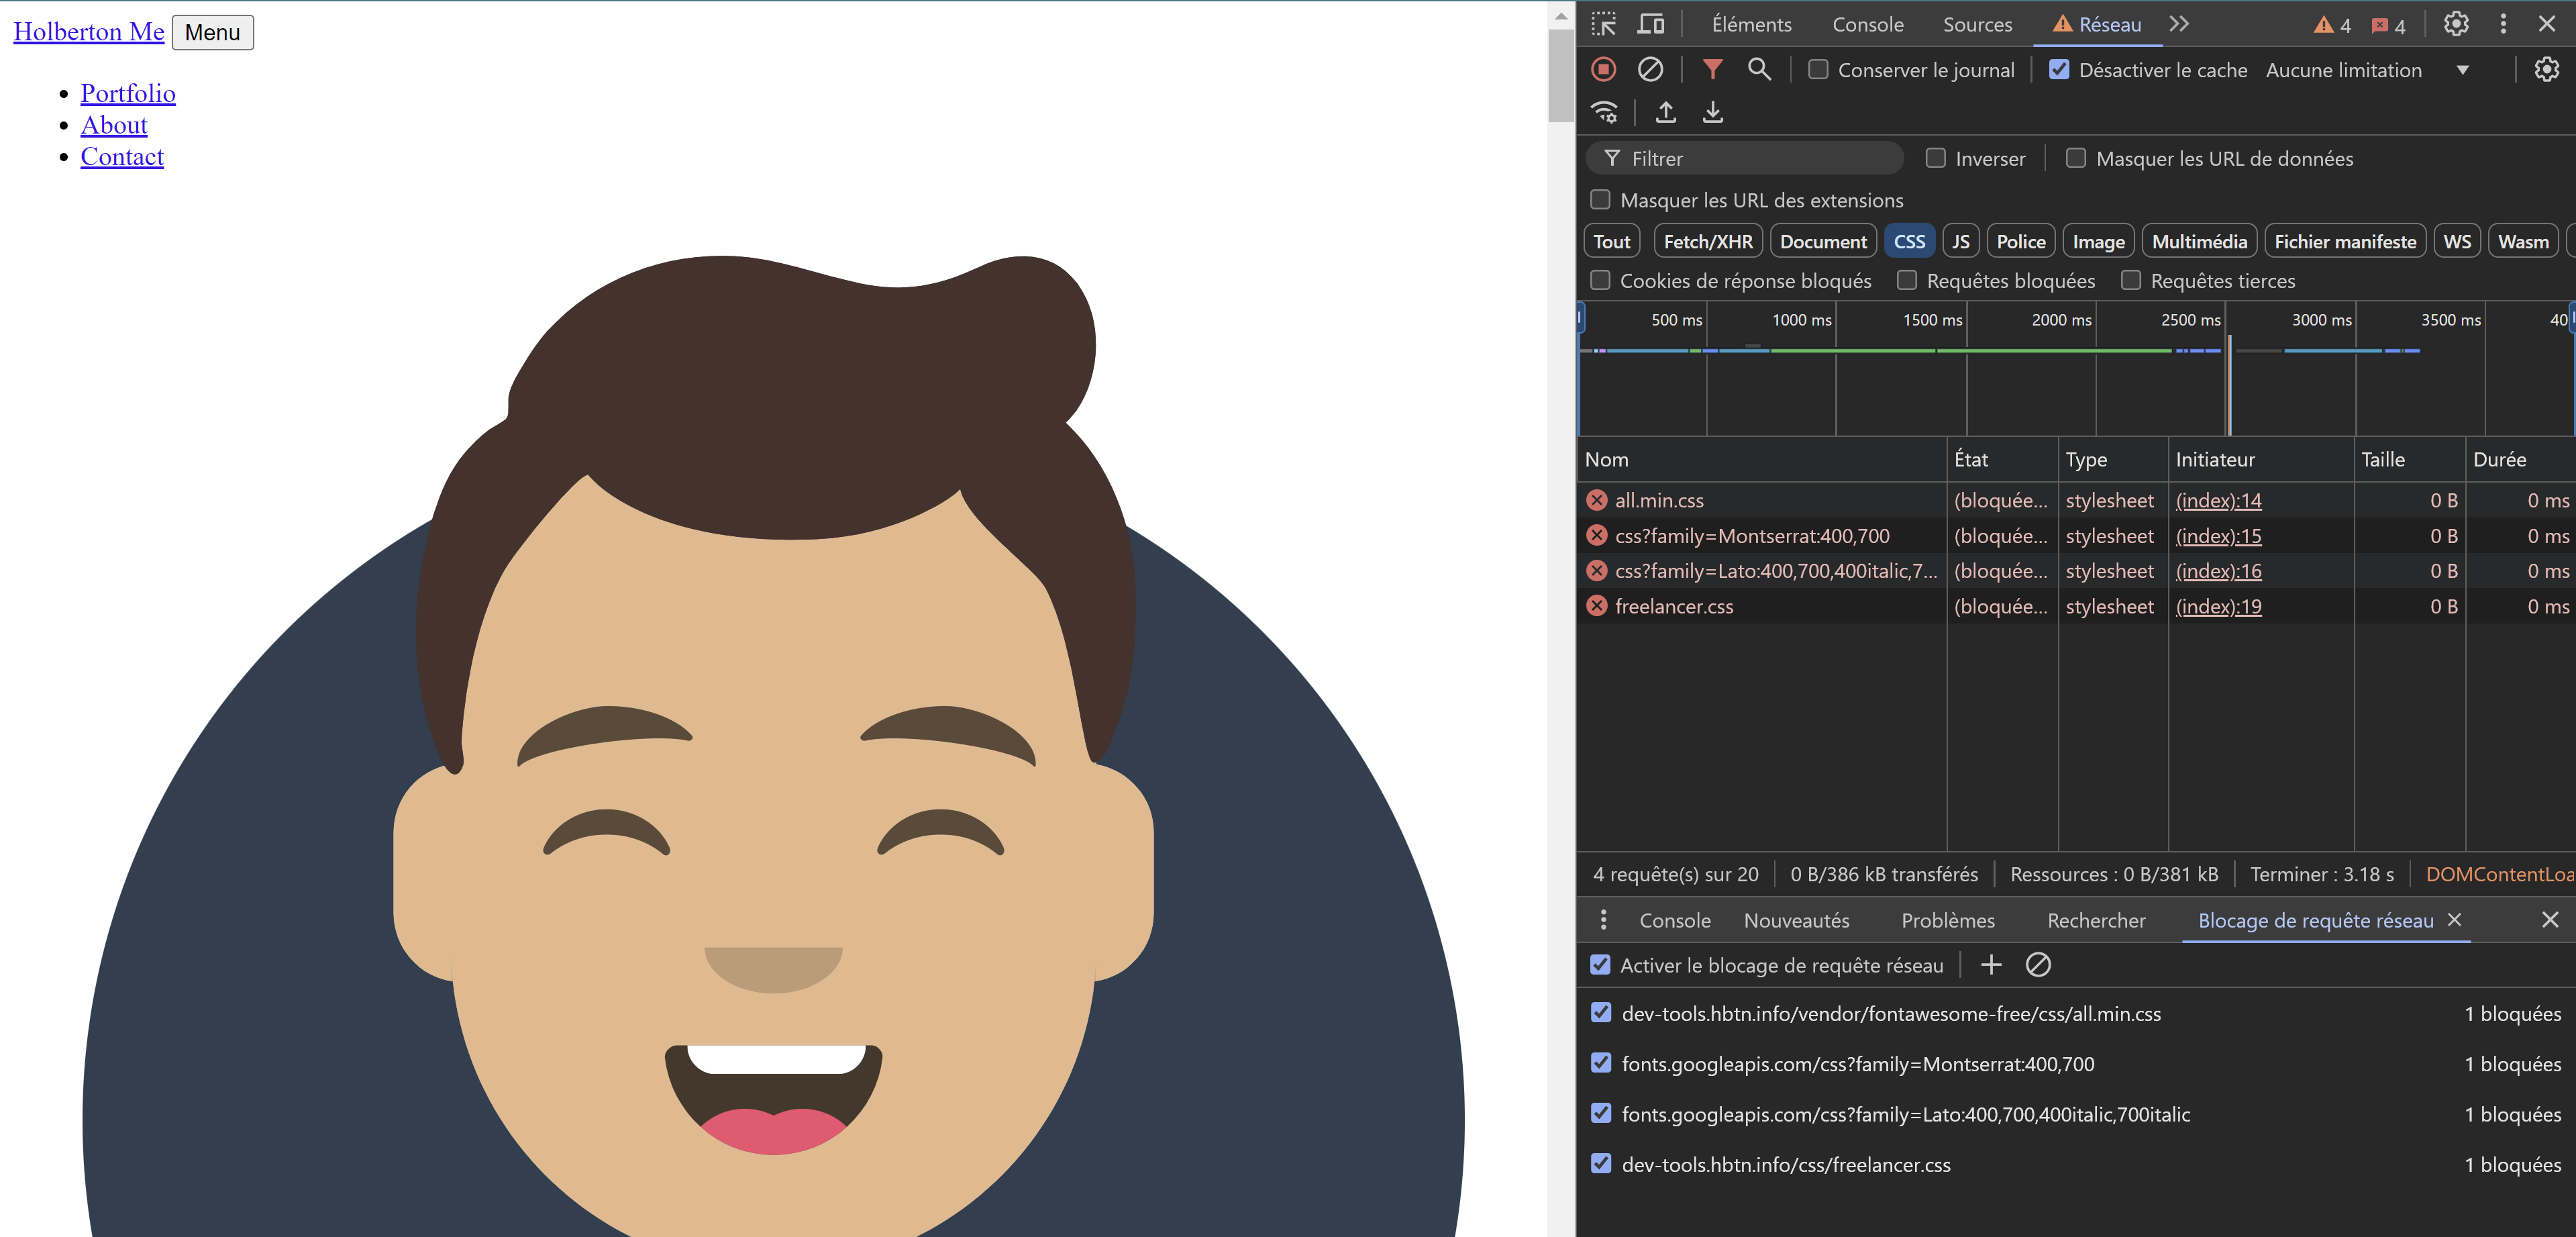 Holberton Me Menu
Portfolio
About
Contact
Éléments Console Sources Réseau 4 4
Conserver le journal Désactiver le cache Aucune limitation
Filtrer Inverser Masquer les URL de données
Masquer les URL des extensions
Tout Fetch/XHR Document CSS JS Police Image Multimédia Fichier manifeste WS Wasm
Cookies de réponse bloqués Requêtes bloquées Requêtes tierces
500 ms 1000 ms 1500 ms 2000 ms 2500 ms 3000 ms 3500 ms 40
Nom État Type Initiateur Taille Durée
all.min.css (bloquée... stylesheet (index):14 0 B 0 ms
css?family=Montserrat:400,700 (bloquée... stylesheet (index):15 0 B 0 ms
css?family=Lato:400,700,400italic,7... (bloquée... stylesheet (index):16 0 B 0 ms
freelancer.css (bloquée... stylesheet (index):19 0 B 0 ms
4 requête(s) sur 20 0 B/386 kB transférés Ressources : 0 B/381 kB Terminer : 3.18 s DOMContentLoa
Console Nouveautés Problèmes Rechercher Blocage de requête réseau
Activer le blocage de requête réseau
dev-tools.hbtn.info/vendor/fontawesome-free/css/all.min.css 1 bloquées
fonts.googleapis.com/css?family=Montserrat:400,700 1 bloquées
fonts.googleapis.com/css?family=Lato:400,700,400italic,700italic 1 bloquées
dev-tools.hbtn.info/css/freelancer.css 1 bloquées